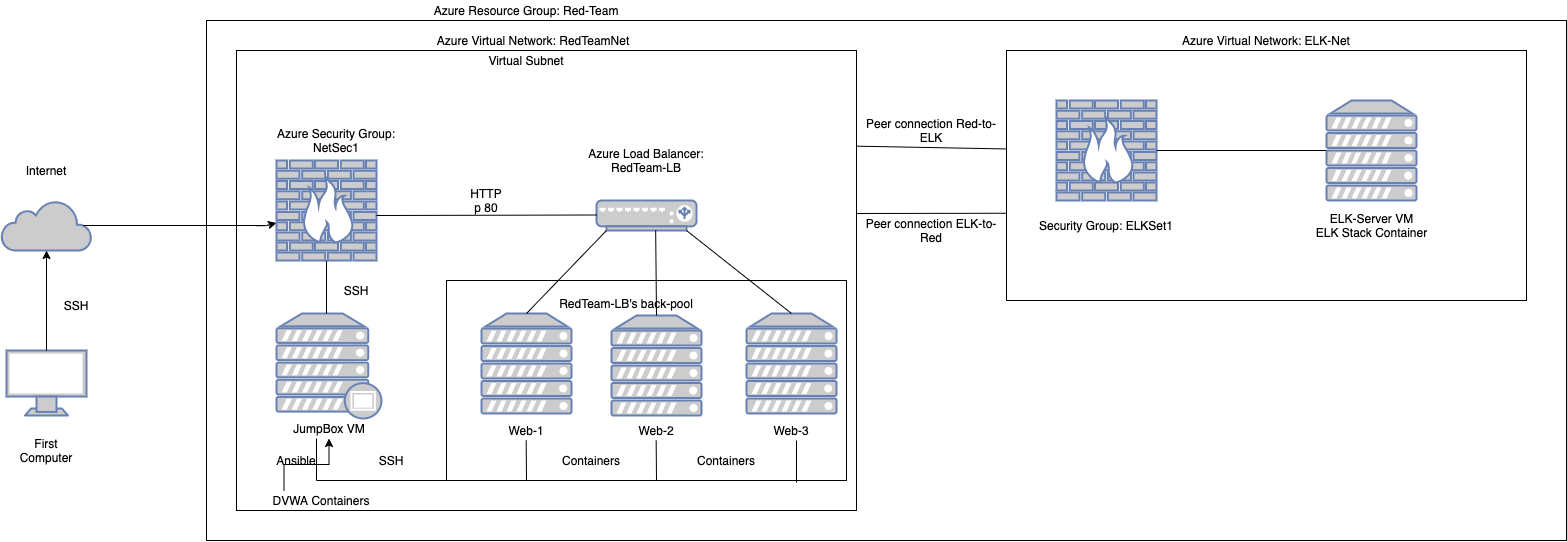 Azure Resource Group: Red-Team
Azure Virtual Network: RedTeamNet
Azure Virtual Network: ELK-Net
Virtual Subnet
Peer connection Red-to-
ELK
Azure Security Group:
NetSec1
Azure Load Balancer:
RedTeam-LB
Internet
HTTP
p 80
Peer connection ELK-to-
Red
Security Group: ELKSet1
ELK-Server VM
ELK Stack Container
SSH
SSH
RedTeam-LB's back-pool
JumpBox VM
Web-1
Web-2
Web-3
First
Computer
Ansible
SSH
Containers
Containers
DVWA Containers